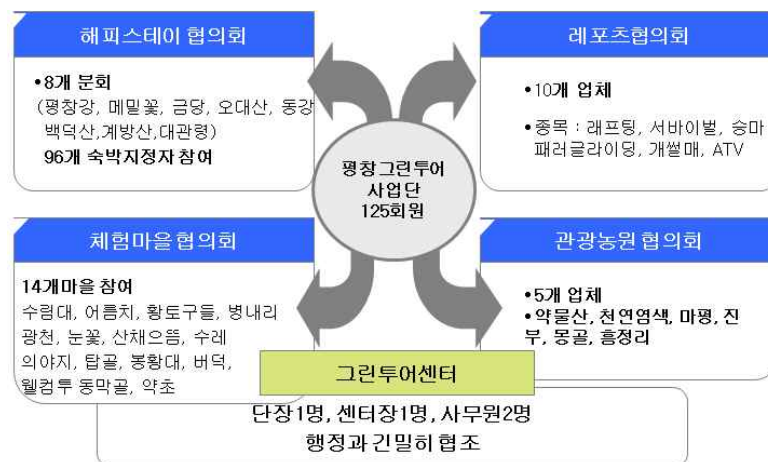 해피스테이 협의회
•8개 분회
(평창강, 메밀꽃, 금당, 오대산, 동강
백덕산,계방산,대관령)
96개 숙박지정자 참여
레포츠협의회
•10개 업체
•종목 : 래프팅, 서바이벌, 승마
패러글라이딩, 개썰매, ATV
평창그린투어
사업단
125회원
체험마을협의회
14개마을 참여
수림대, 어름치, 황토구들, 병내리
광천, 눈꽃, 산채으뜸, 수레
의야지, 탑골, 봉황대, 버덕,
웰컴투 동막골, 약초
관광농원 협의회
•5개 업체
•약물산, 천연염색, 마평, 진
부, 몽골, 흥정리
그린투어센터
단장1명, 센터장1명, 사무원2명
행정과 긴밀히 협조